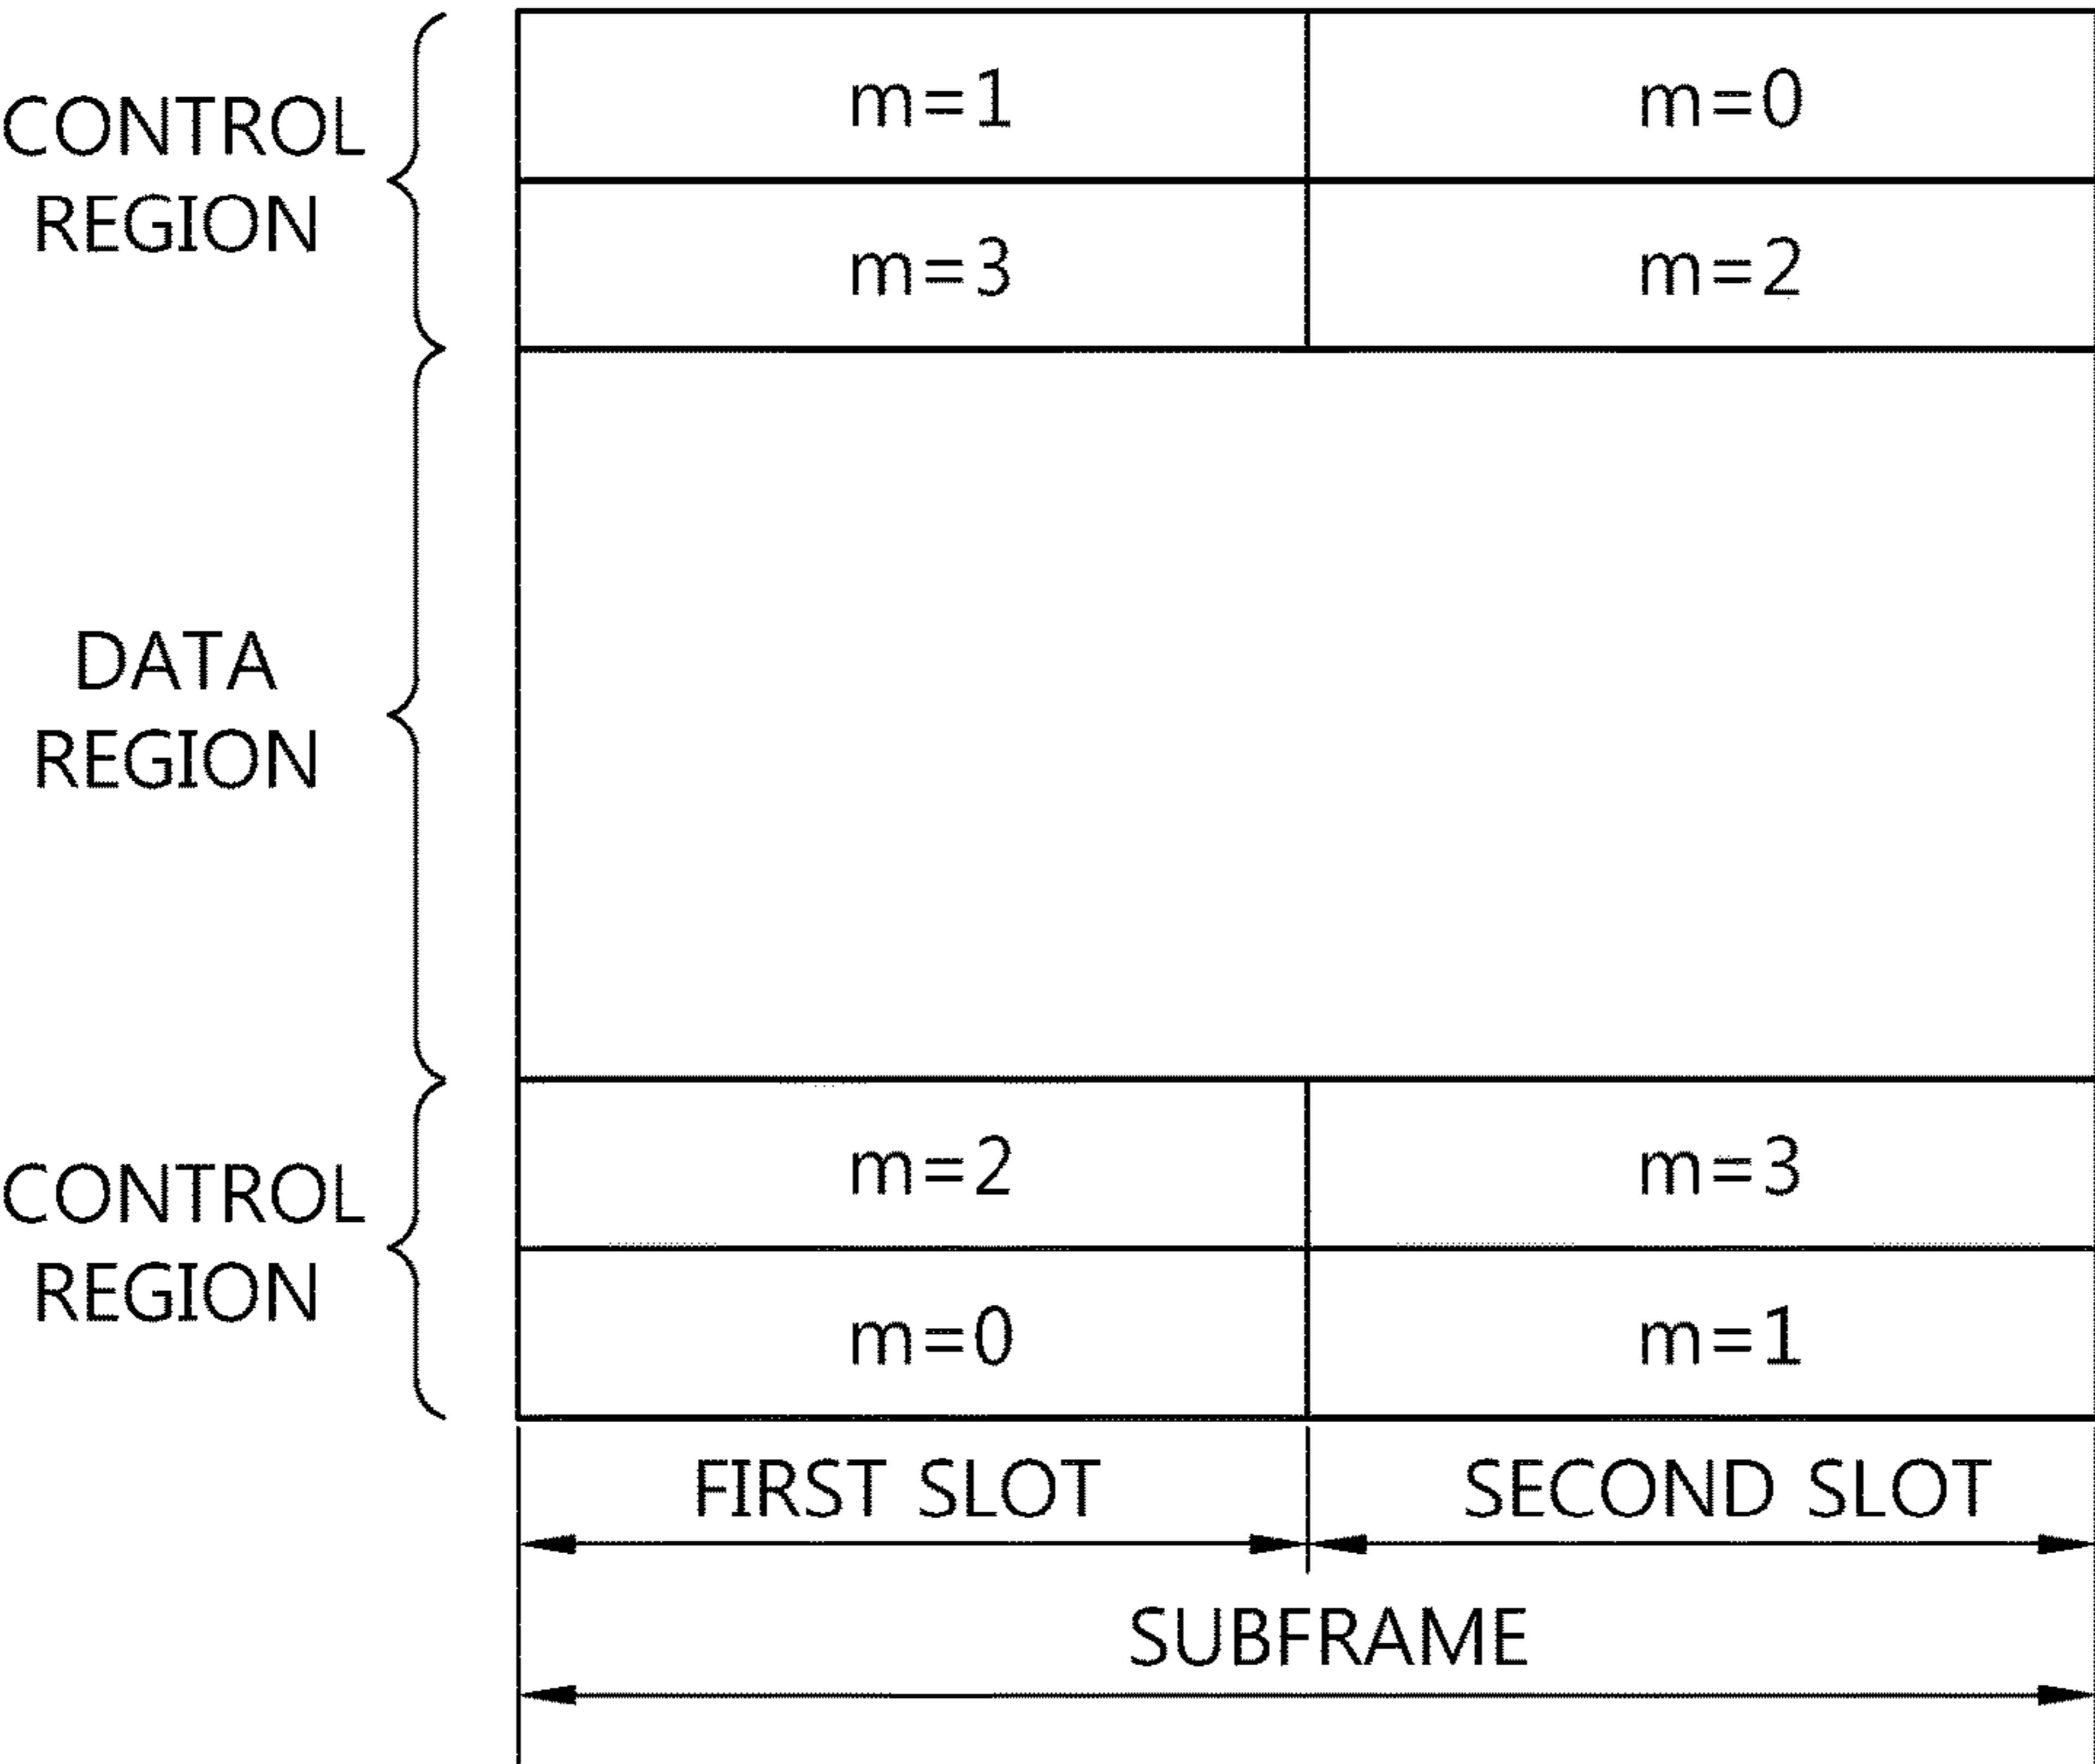 CONTROL
REGION
m=1
m=0
m=3
m=2
DATA
REGION
CONTROL
REGION
m=2
m=3
m=0
m=1
FIRST SLOT
SECOND SLOT
SUBFRAME